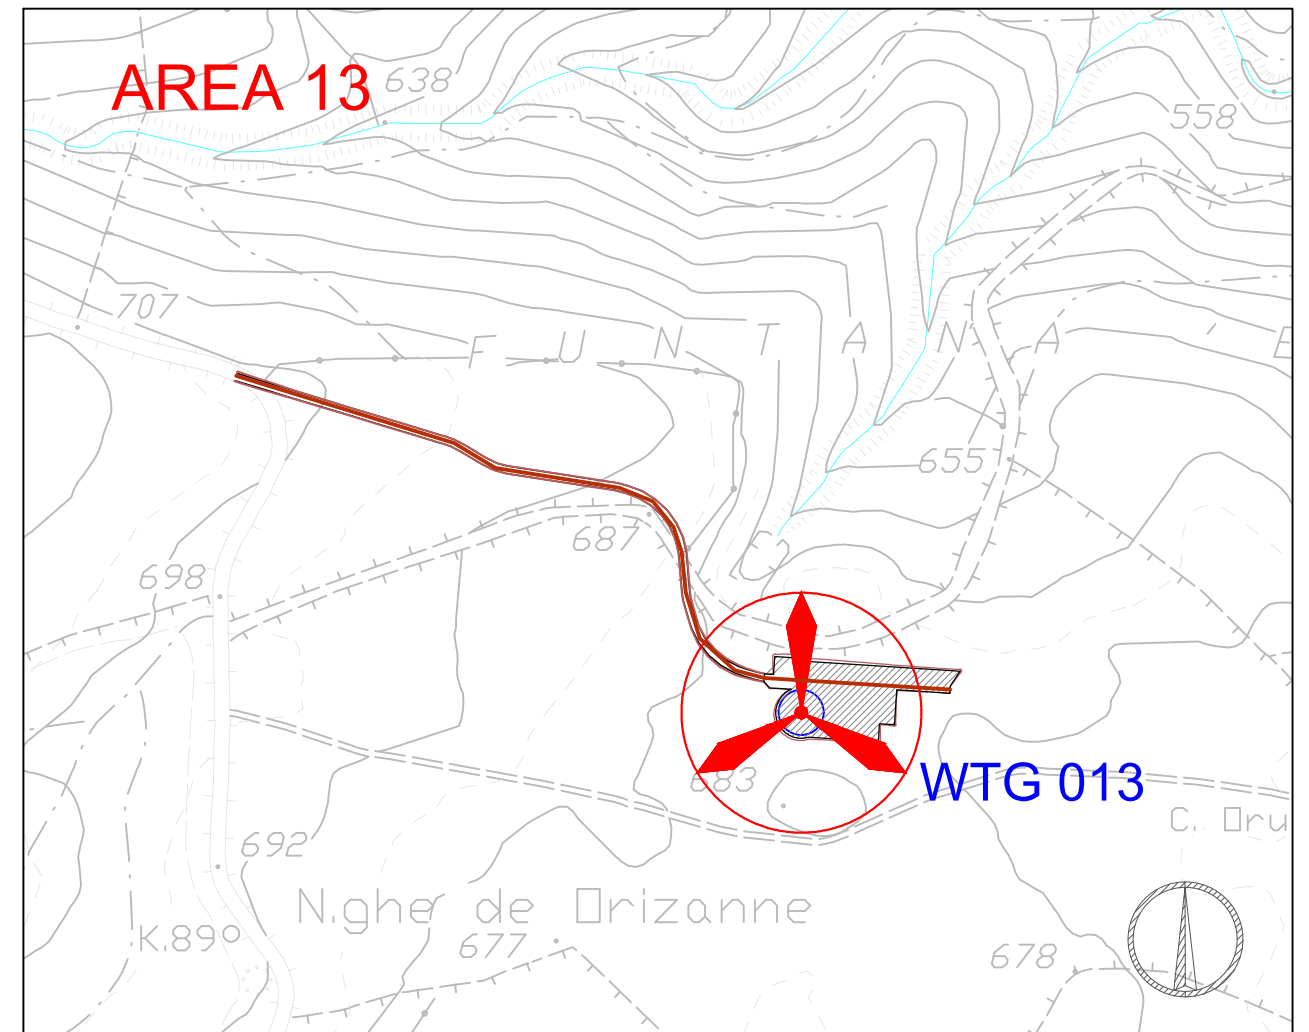 AREA 13
638
558
707
F U N T A N A ' E
655
687
C
698
683
WTG 013
C. Oru
692
N.ghe de Orizanne
K.89°
677
678